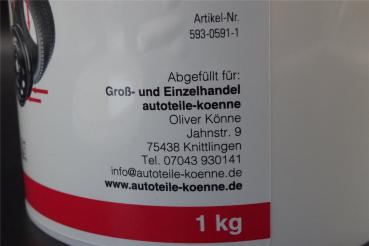 Artikel-Nr.
593-0591-1
Abgefüllt für:
Groß- und Einzelhandel
autoteile-koenne
Oliver Könne
Jahnstr. 9
75438 Knittlingen
Tel. 07043 930141
info@autoteile-koenne.de
www.autoteile-koenne.de
1 kg